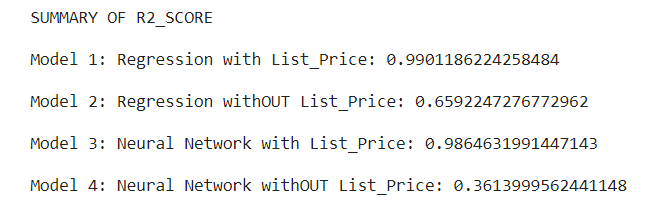 SUMMARY OF R2_SCORE
Model 1: Regression with List_Price: 0.9901186224258484
Model 2: Regression withOUT List_Price: 0.6592247276772962
Model 3: Neural Network with List_Price: 0.9864631991447143
Model 4: Neural Network withOUT List_Price: 0.3613999562441148